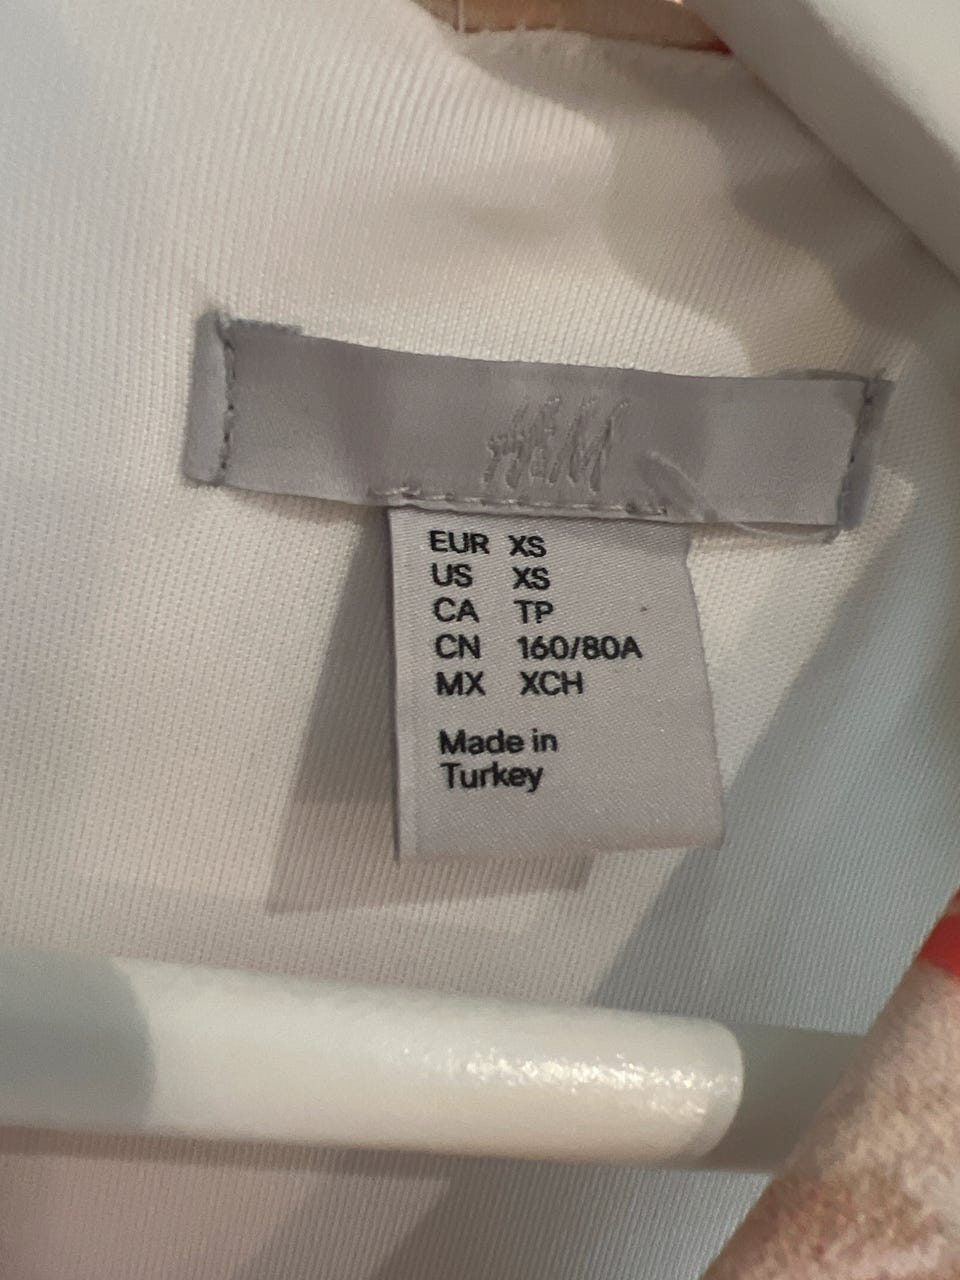 H&M
EUR XS
US XS
CA TP
CN 160/80A
MX XCH
Made in
Turkey